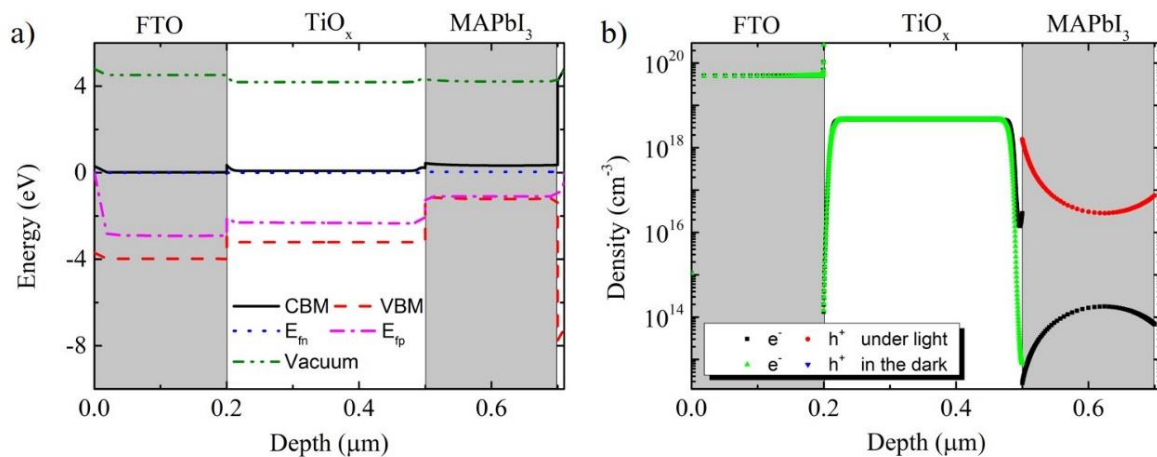 a)
FTO TiOx MAPbI3
4
0
-4
-8
Energy (eV)
CBM VBM
Efn Efp
Vacuum
0.0 0.2 0.4 0.6
Depth (μm)
b)
FTO TiOx MAPbI3
10^20
10^18
10^16
10^14
Density (cm^-3)
e^- h^+ under light
e^- h^+ in the dark
0.0 0.2 0.4 0.6
Depth (μm)